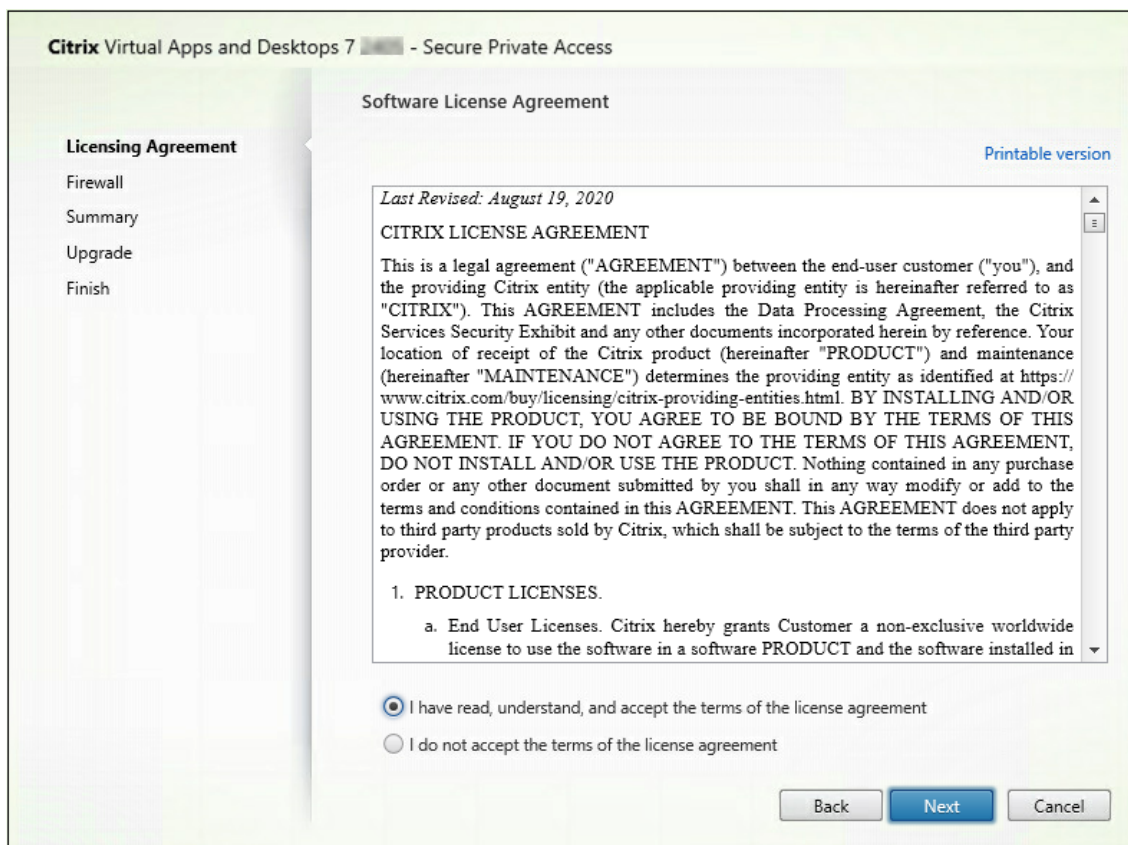 Citrix Virtual Apps and Desktops 7 - Secure Private Access
Software License Agreement
Licensing Agreement
Firewall
Summary
Upgrade
Finish
Printable version
Last Revised: August 19, 2020
CITRIX LICENSE AGREEMENT
This is a legal agreement ("AGREEMENT") between the end-user customer ("you"), and
the providing Citrix entity (the applicable providing entity is hereinafter referred to as
"CITRIX"). This AGREEMENT includes the Data Processing Agreement, the Citrix
Services Security Exhibit and any other documents incorporated herein by reference. Your
location of receipt of the Citrix product (hereinafter "PRODUCT") and maintenance
(hereinafter "MAINTENANCE") determines the providing entity as identified at https://
www.citrix.com/buy/licensing/citrix-providing-entities.html. BY INSTALLING AND/OR
USING THE PRODUCT, YOU AGREE TO BE BOUND BY THE TERMS OF THIS
AGREEMENT. IF YOU DO NOT AGREE TO THE TERMS OF THIS AGREEMENT,
DO NOT INSTALL AND/OR USE THE PRODUCT. Nothing contained in any purchase
order or any other document submitted by you shall in any way modify or add to the
terms and conditions contained in this AGREEMENT. This AGREEMENT does not apply
to third party products sold by Citrix, which shall be subject to the terms of the third party
provider.
1. PRODUCT LICENSES.
a. End User Licenses. Citrix hereby grants Customer a non-exclusive worldwide
license to use the software in a software PRODUCT and the software installed in
I have read, understand, and accept the terms of the license agreement
I do not accept the terms of the license agreement
Back
Next
Cancel